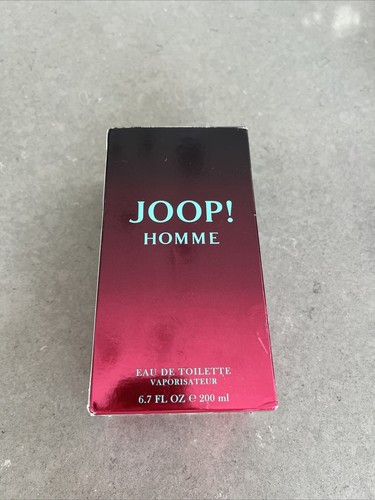 JOOP!
HOMME
EAU DE TOILETTE
VAPORISATEUR
6.7 FL OZ ℮ 200 ml